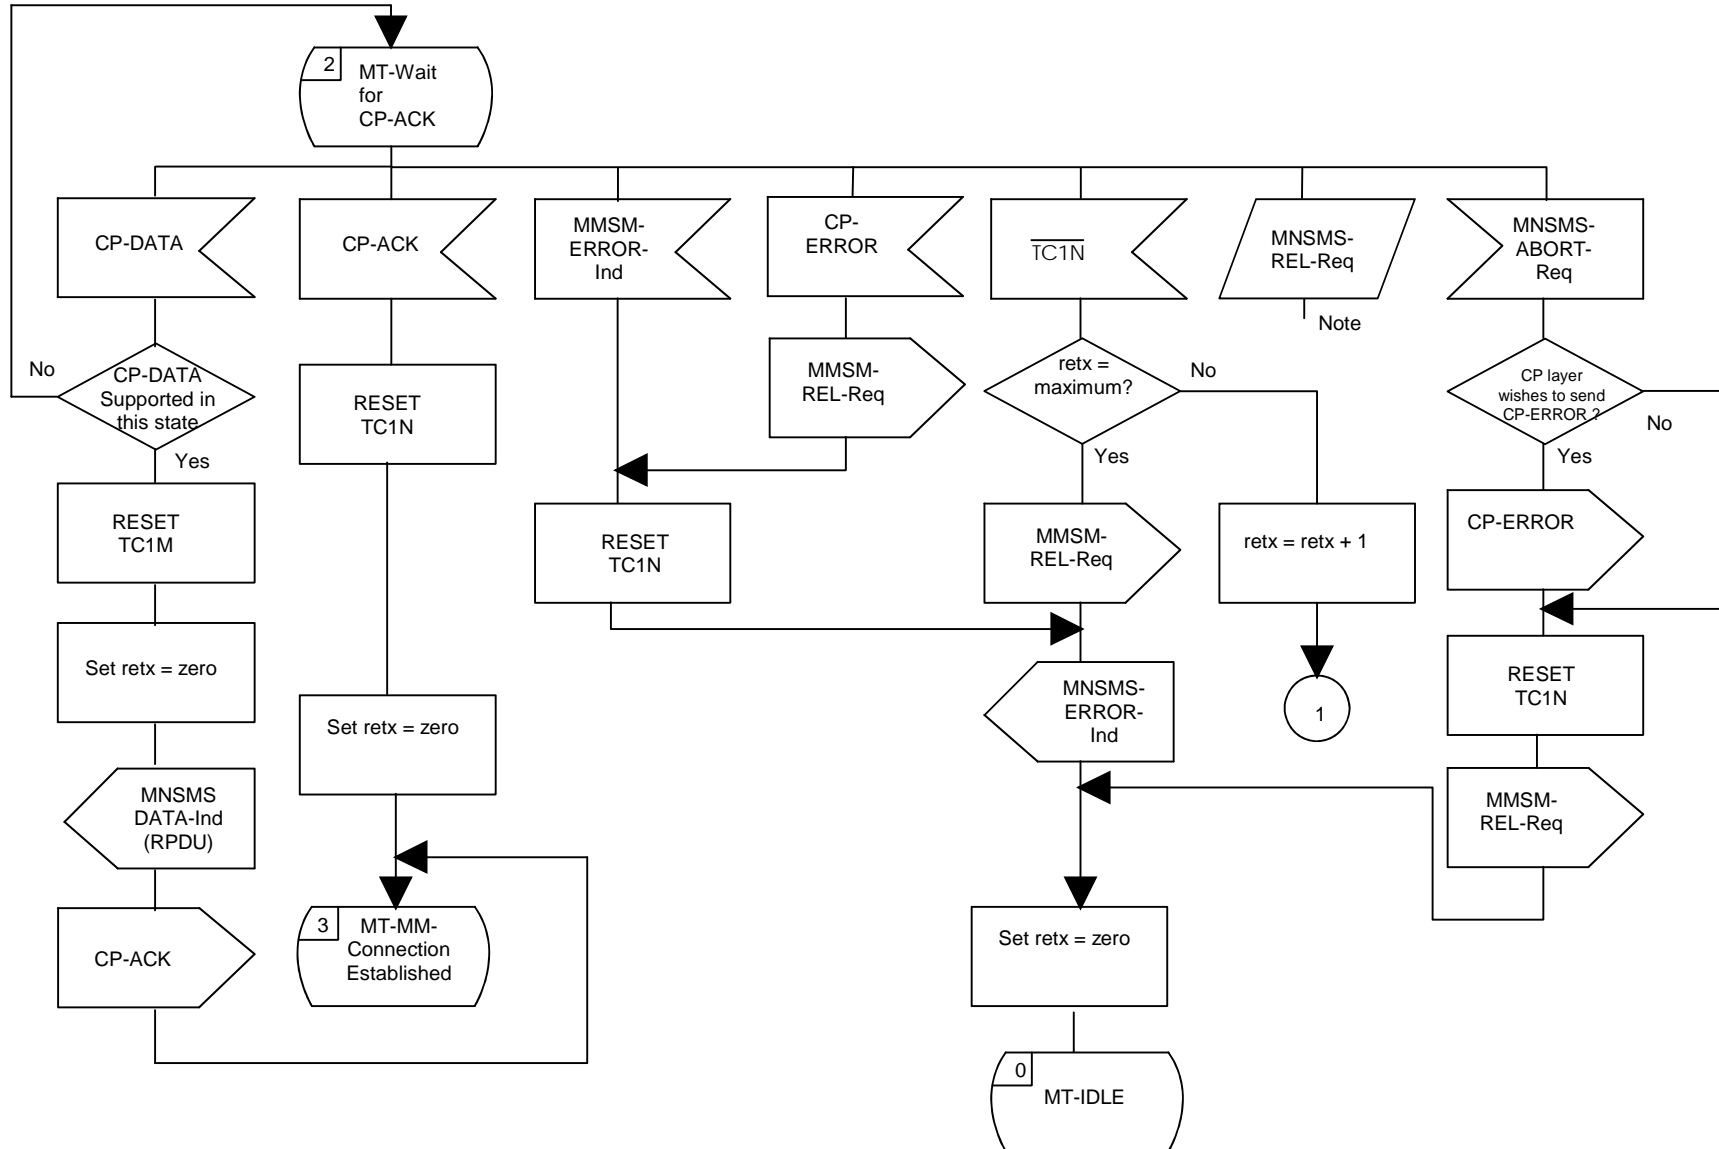 2
MT-Wait
for
CP-ACK
CP-DATA
CP-ACK
MMSM-
ERROR-
Ind
CP-
ERROR
TC1N
MNSMS-
REL-Req
Note
MNSMS-
ABORT-
Req
No
CP-DATA
Supported in
this state
Yes
RESET
TC1N
MMSM-
REL-Req
retx =
maximum?
No
Yes
CP layer
wishes to send
CP-ERROR ?
No
Yes
RESET
TC1M
RESET
TC1N
MMSM-
REL-Req
retx = retx + 1
CP-ERROR
Set retx = zero
Set retx = zero
MNSMS-
ERROR-
Ind
1
RESET
TC1N
MNSMS
DATA-Ind
(RPDU)
MMSM-
REL-Req
CP-ACK
3
MT-MM-
Connection
Established
Set retx = zero
0
MT-IDLE